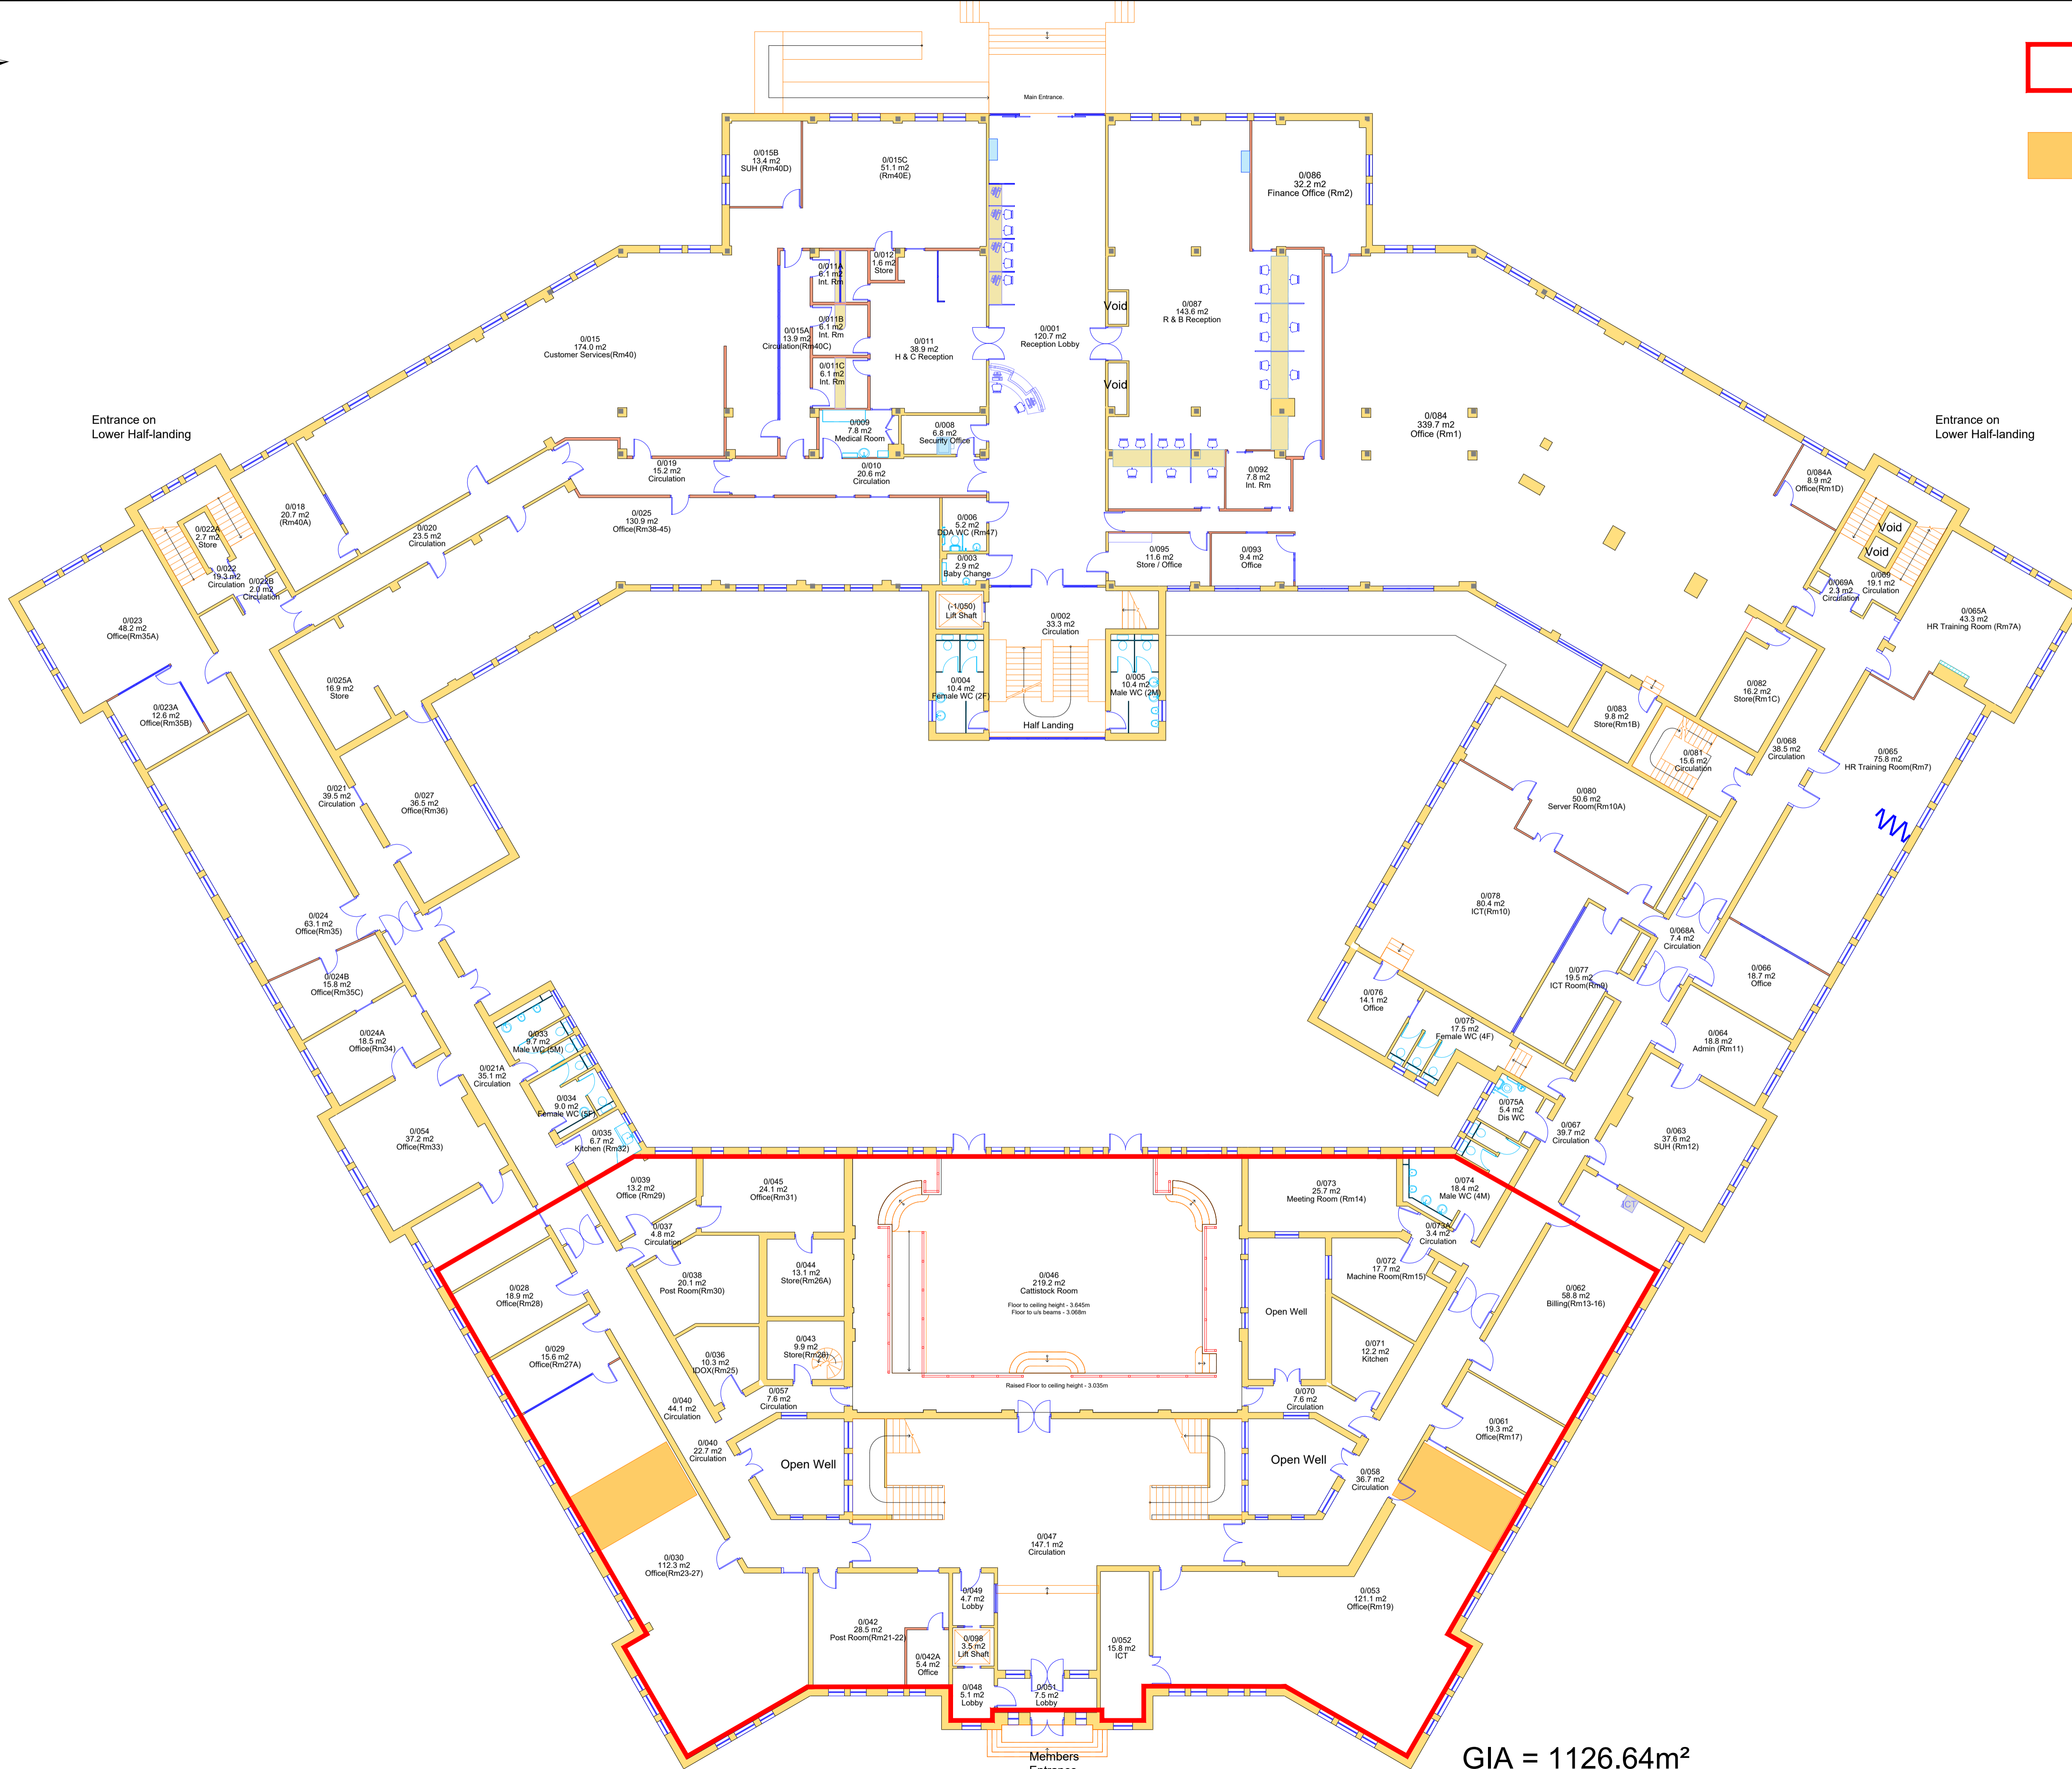 Main Entrance.
0/015B
13.4 m2
SUH (Rm40D)
0/015C
51.1 m2
(Rm40E)
0/086
32.2 m2
Finance Office (Rm2)
0/012
1.6 m2
Store
0/011A
6.1 m2
Int. Rm
0/011B
6.1 m2
Int. Rm
0/011C
6.1 m2
Int. Rm
0/015A
13.9 m2
Circulation(Rm40C)
0/015
174.0 m2
Customer Services(Rm40)
0/011
38.9 m2
H & C Reception
0/001
120.7 m2
Reception Lobby
Void
Void
0/087
143.6 m2
R & B Reception
Entrance on
Lower Half-landing
0/009
7.8 m2
Medical Room
0/008
6.8 m2
Security Office
0/084
339.7 m2
Office (Rm1)
Entrance on
Lower Half-landing
0/019
15.2 m2
Circulation
0/010
20.6 m2
Circulation
0/092
7.8 m2
Int. Rm
0/084A
8.9 m2
Office(Rm1D)
0/018
20.7 m2
(Rm40A)
0/020
23.5 m2
Circulation
0/025
130.9 m2
Office(Rm38-45)
0/006
5.2 m2
DDA WC (Rm47)
0/003
2.9 m2
Baby Change
0/095
11.6 m2
Store / Office
0/093
9.4 m2
Office
Void
Void
0/022A
2.7 m2
Store
0/022
19.3 m2
Circulation
0/022B
2.0 m2
Circulation
0/069A
2.3 m2
Circulation
0/069
19.1 m2
Circulation
0/065A
43.3 m2
HR Training Room (Rm7A)
0/023
48.2 m2
Office(Rm35A)
(-1/050)
Lift Shaft
0/002
33.3 m2
Circulation
0/004
10.4 m2
Female WC (2F)
0/005
10.4 m2
Male WC (2M)
Half Landing
0/025A
16.9 m2
Store
0/023A
12.6 m2
Office(Rm35B)
0/082
16.2 m2
Store(Rm1C)
0/083
9.8 m2
Store(Rm1B)
0/081
15.6 m2
Circulation
0/068
38.5 m2
Circulation
0/065
75.8 m2
HR Training Room(Rm7)
0/021
39.5 m2
Circulation
0/027
36.5 m2
Office(Rm36)
0/080
50.6 m2
Server Room(Rm10A)
0/078
80.4 m2
ICT(Rm10)
0/024
63.1 m2
Office(Rm35)
0/068A
7.4 m2
Circulation
0/066
18.7 m2
Office
0/024B
15.8 m2
Office(Rm35C)
0/077
19.5 m2
ICT Room(Rm9)
0/076
14.1 m2
Office
0/075
17.5 m2
Female WC (4F)
0/064
18.8 m2
Admin (Rm11)
0/024A
18.5 m2
Office(Rm34)
0/033
9.7 m2
Male WC (5M)
0/021A
35.1 m2
Circulation
0/034
9.0 m2
Female WC (5F)
0/075A
5.4 m2
Dis WC
0/067
39.7 m2
Circulation
0/063
37.6 m2
SUH (Rm12)
0/054
37.2 m2
Office(Rm33)
0/035
6.7 m2
Kitchen (Rm32)
0/039
13.2 m2
Office (Rm29)
0/045
24.1 m2
Office(Rm31)
0/073
25.7 m2
Meeting Room (Rm14)
0/074
18.4 m2
Male WC (4M)
ICT
0/037
4.8 m2
Circulation
0/073A
3.4 m2
Circulation
0/038
20.1 m2
Post Room(Rm30)
0/044
13.1 m2
Store(Rm26A)
0/046
219.2 m2
Cattistock Room
Floor to ceiling height - 3.645m
Floor to u/s beams - 3.068m
0/072
17.7 m2
Machine Room(Rm15)
0/062
58.8 m2
Billing(Rm13-16)
0/028
18.9 m2
Office(Rm28)
Open Well
0/029
15.6 m2
Office(Rm27A)
0/036
10.3 m2
IDOX(Rm25)
0/043
9.9 m2
Store(Rm26)
0/071
12.2 m2
Kitchen
Raised Floor to ceiling height - 3.035m
0/057
7.6 m2
Circulation
0/070
7.6 m2
Circulation
0/040
44.1 m2
Circulation
0/061
19.3 m2
Office(Rm17)
0/040
22.7 m2
Circulation
Open Well
Open Well
0/058
36.7 m2
Circulation
0/047
147.1 m2
Circulation
0/030
112.3 m2
Office(Rm23-27)
0/053
121.1 m2
Office(Rm19)
0/049
4.7 m2
Lobby
0/042
28.5 m2
Post Room(Rm21-22)
0/042A
5.4 m2
Office
0/098
3.5 m2
Lift Shaft
0/052
15.8 m2
ICT
0/048
5.1 m2
Lobby
0/051
7.5 m2
Lobby
Members
Entrance
GIA = 1126.64m²